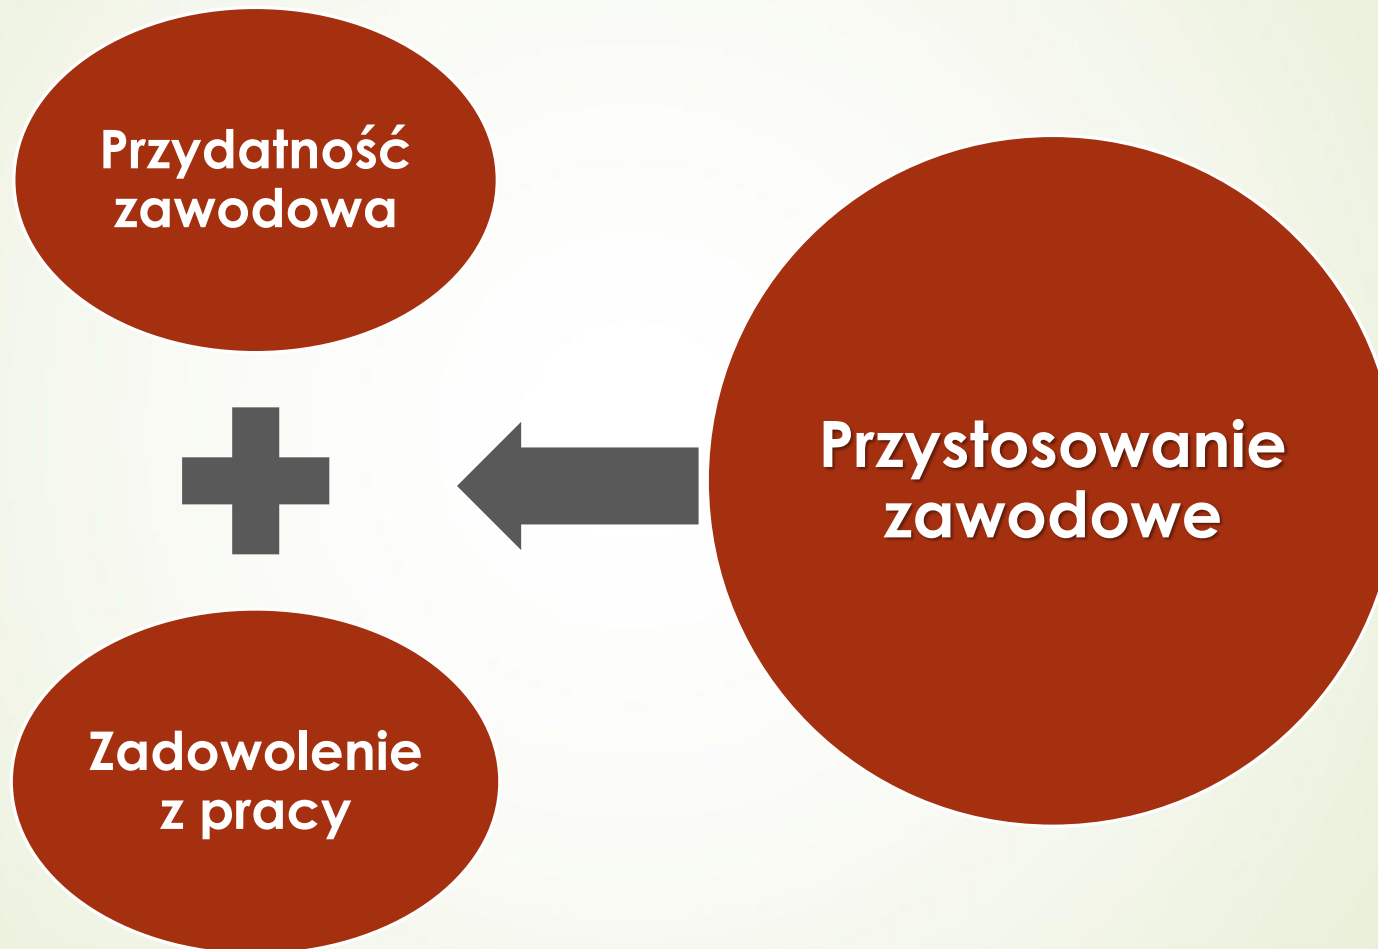 Przydatność
zawodowa
Zadowolenie
z pracy
Przystosowanie
zawodowe